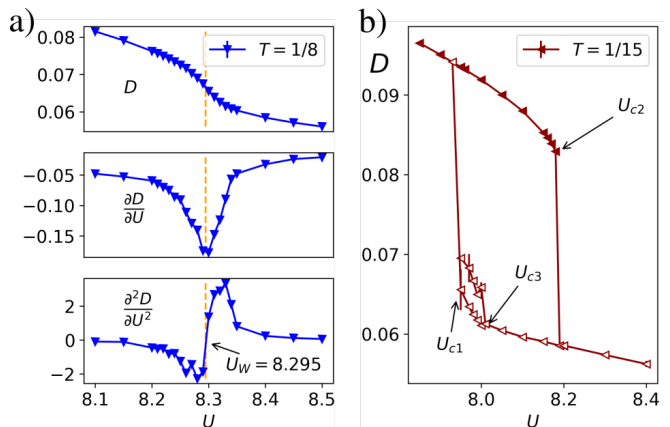 a)
0.08
0.07
0.06
D
T = 1/8
−0.05
−0.10
−0.15
∂D
∂U
2
0
−2
∂²D
∂U²
U_W = 8.295
8.1 8.2 8.3 8.4 8.5
U
b)
D
T = 1/15
0.09
0.08
0.07
0.06
U_c2
U_c3
U_c1
8.0 8.2 8.4
U